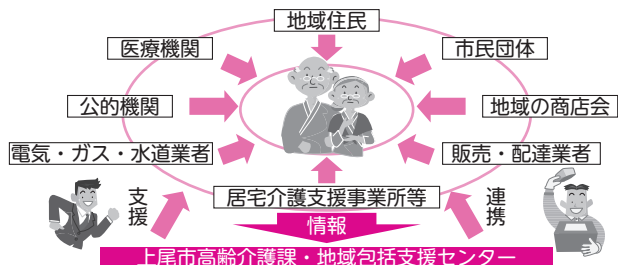 地域住民
医療機関
市民団体
公的機関
地域の商店会
電気・ガス・水道業者
販売・配達業者
支援
居宅介護支援事業所等
連携
情報
上尾市高齢介護課・地域包括支援センター